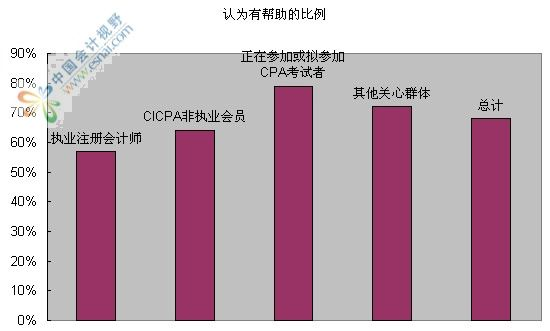 认为有帮助的比例
中国会计视野
www.esnai.com
90%
80%
70%
60%
50%
40%
30%
20%
10%
0%
执业注册会计师
CICPA非执业会员
正在参加或拟参加
CPA考试者
其他关心群体
总计